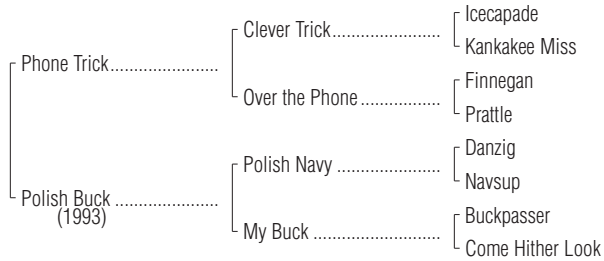 Icecapade
Clever Trick
Kankakee Miss
Phone Trick
Finnegan
Over the Phone
Prattle
Danzig
Polish Navy
Navsup
Polish Buck
(1993)
Buckpasser
My Buck
Come Hither Look